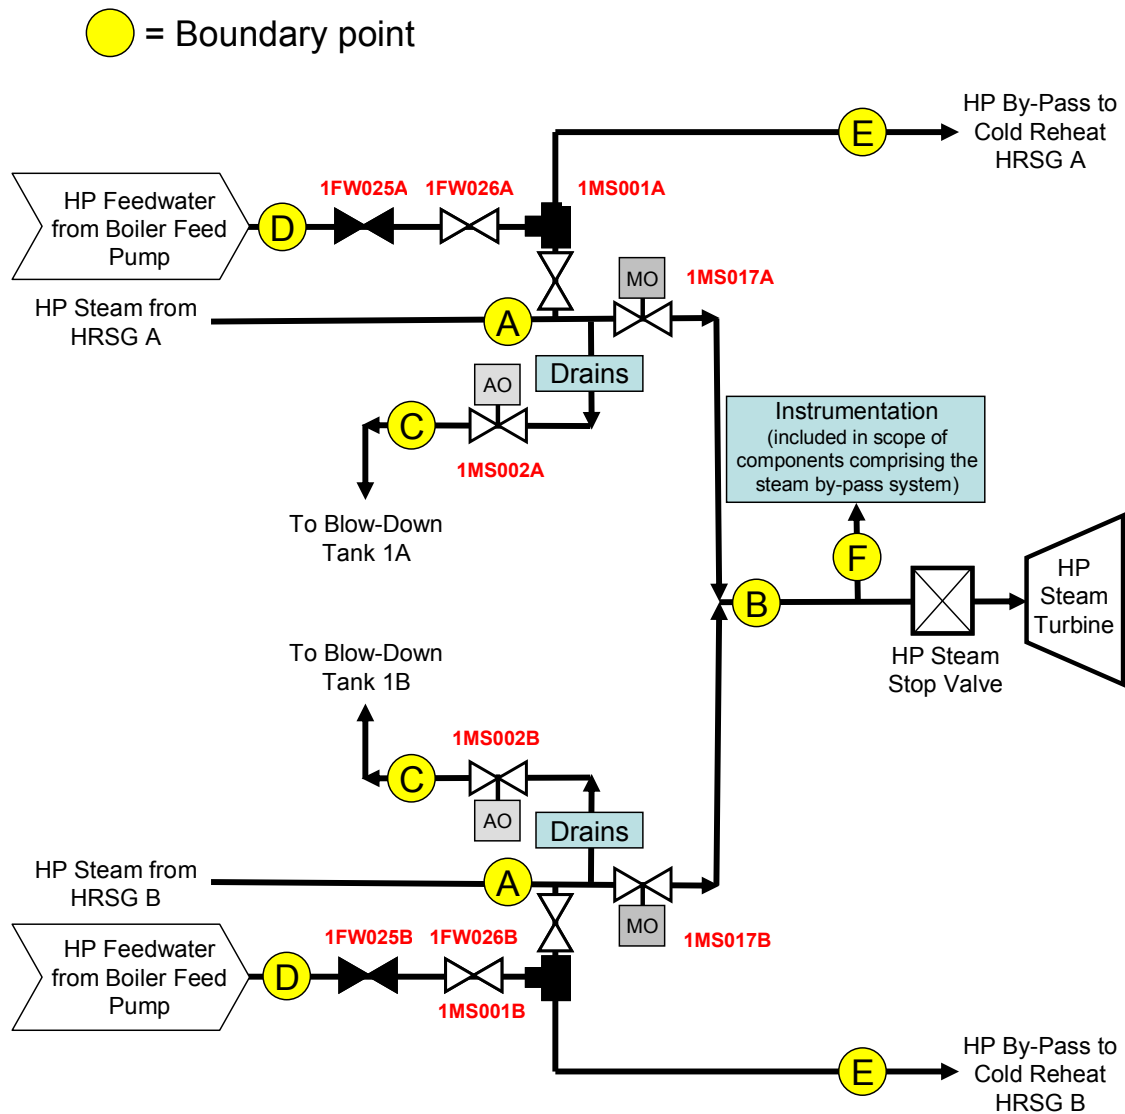 = Boundary point
HP By-Pass to
Cold Reheat
HRSG A
E
1FW025A
1FW026A
1MS001A
HP Feedwater
from Boiler Feed
Pump
D
1MS017A
MO
HP Steam from
HRSG A
A
Drains
AO
C
1MS002A
Instrumentation
(included in scope of
components comprising the
steam by-pass system)
To Blow-Down
Tank 1A
F
HP
Steam
Turbine
B
HP Steam
Stop Valve
To Blow-Down
Tank 1B
1MS002B
C
AO
Drains
HP Steam from
HRSG B
A
MO
1MS017B
1FW025B
1FW026B
HP Feedwater
from Boiler Feed
Pump
D
1MS001B
HP By-Pass to
Cold Reheat
HRSG B
E